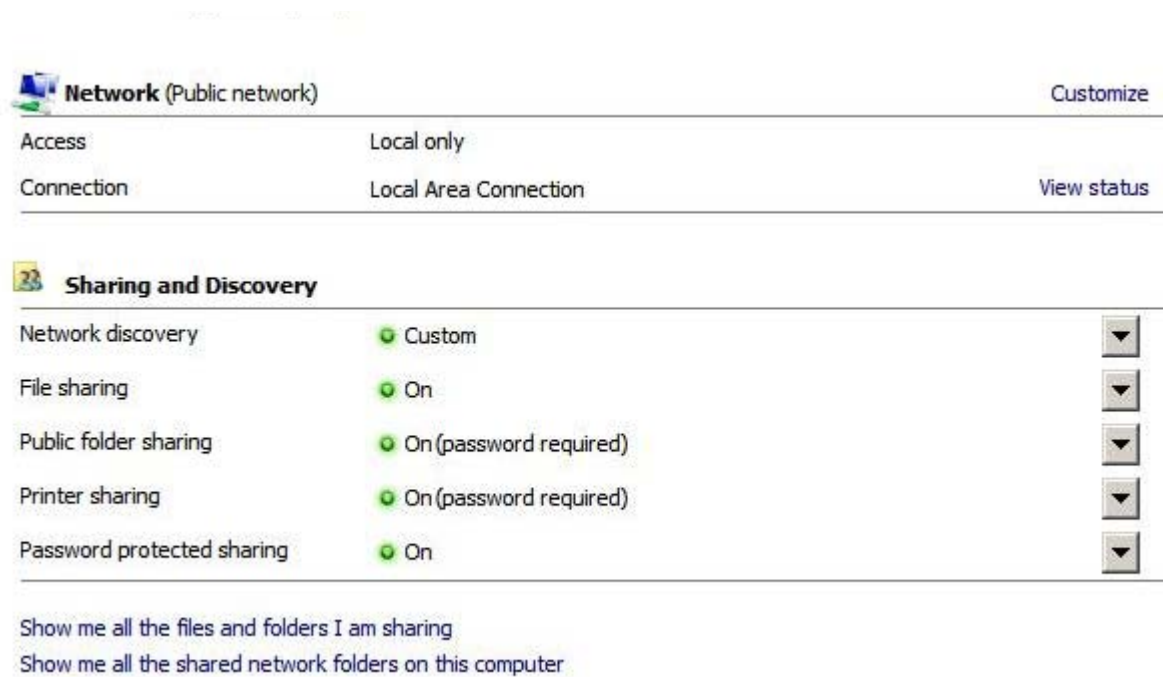 Network (Public network) Customize
Access Local only
Connection Local Area Connection View status
Sharing and Discovery
Network discovery Custom
File sharing On
Public folder sharing On (password required)
Printer sharing On (password required)
Password protected sharing On
Show me all the files and folders I am sharing
Show me all the shared network folders on this computer